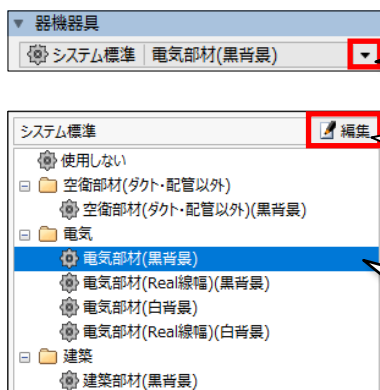 器機器具
システム標準 電気部材(黒背景)
システム標準 編集
使用しない
空衛部材(ダクト・配管以外)
空衛部材(ダクト・配管以外)(黒背景)
電気
電気部材(黒背景)
電気部材(Real線幅)(黒背景)
電気部材(白背景)
電気部材(Real線幅)(白背景)
建築
建築部材(黒背景)